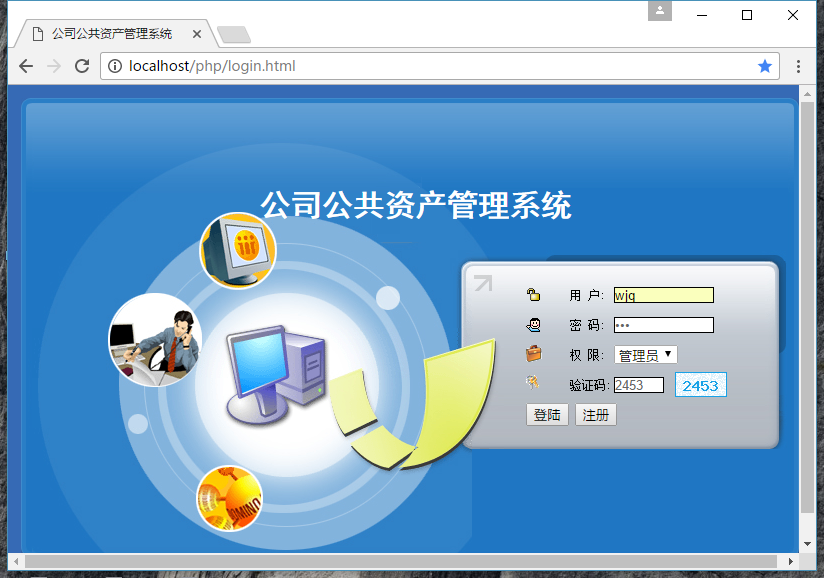 公司公共资产管理系统
localhost/php/login.html
公司公共资产管理系统
用 户: wjq
密 码: •••
权 限: 管理员
验证码: 2453 2453
登陆 注册
DOMINO